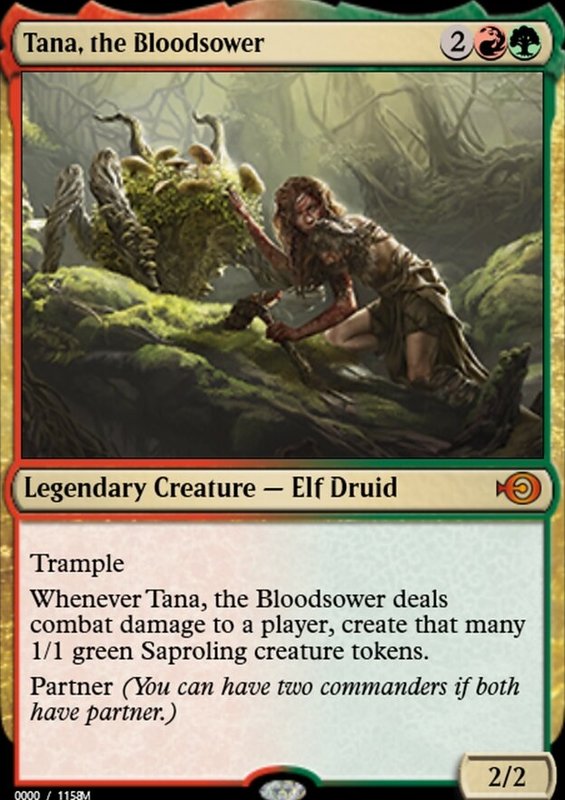 Tana, the Bloodsower 2
Legendary Creature — Elf Druid
Trample
Whenever Tana, the Bloodsower deals
combat damage to a player, create that many
1/1 green Saproling creature tokens.
Partner (You can have two commanders if both
have partner.)
2/2
0000 / 1158M